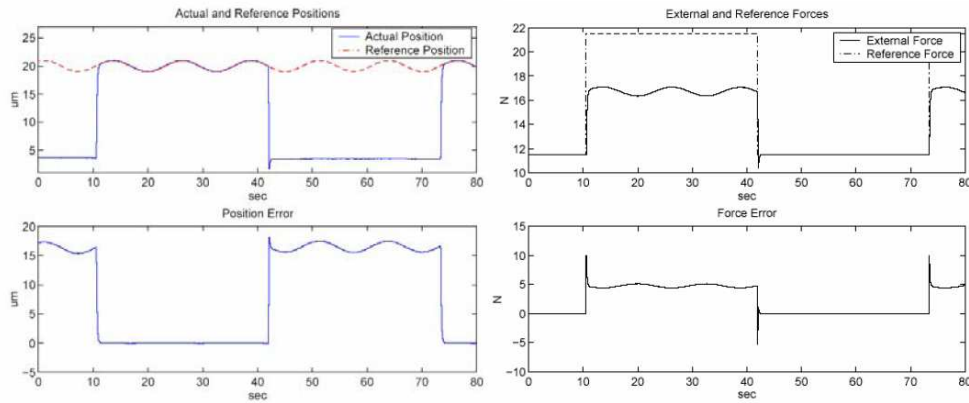 Actual and Reference Positions
Actual Position
Reference Position
25
20
15
10
5
um
0 10 20 30 40 50 60 70 80
sec
External and Reference Forces
External Force
Reference Force
22
20
18
16
14
12
10
N
0 10 20 30 40 50 60 70 80
sec
Position Error
20
15
10
5
0
−5
um
0 10 20 30 40 50 60 70 80
sec
Force Error
15
10
5
0
−5
−10
N
0 10 20 30 40 50 60 70 80
sec